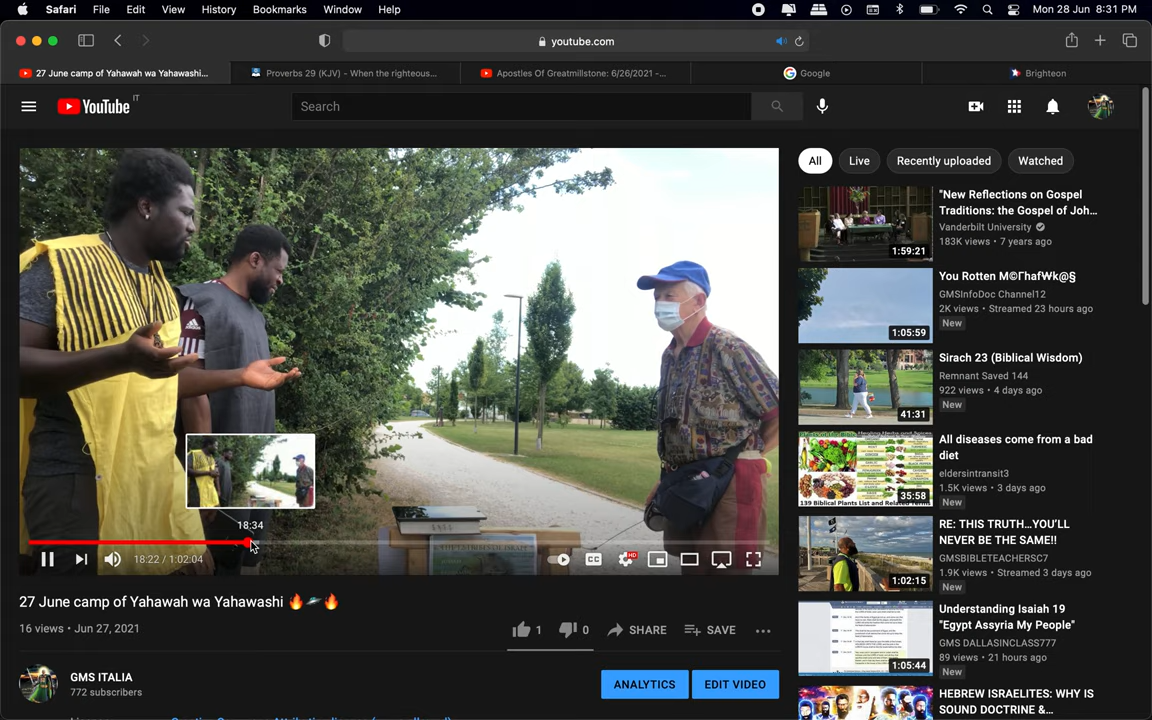 Safari File Edit View History Bookmarks Window Help Mon 28 Jun 8:31 PM
youtube.com
27 June camp of Yahawah wa Yahawashi... Proverbs 29 (KJV) - When the righteous... Apostles Of Greatmillstone: 6/26/2021 -... Google Brighteon
YouTube IT Search
All Live Recently uploaded Watched
"New Reflections on Gospel
Traditions: the Gospel of Joh...
Vanderbilt University
183K views • 7 years ago
1:59:21
You Rotten M©ΓhafW̶k@§
GMSInfoDoc Channel12
2K views • Streamed 23 hours ago
New
1:05:59
Sirach 23 (Biblical Wisdom)
Remnant Saved 144
922 views • 4 days ago
New
41:31
All diseases come from a bad
diet
eldersintransit3
1.5K views • 3 days ago
New
35:58
139 Biblical Plants List and
RE: THIS TRUTH...YOU'LL
NEVER BE THE SAME!!
GMSBIBLETEACHERSC7
1.9K views • Streamed 3 days ago
New
1:02:15
Understanding Isaiah 19
"Egypt Assyria My People"
GMS DALLASINCLASS777
89 views • 21 hours ago
New
1:05:44
HEBREW ISRAELITES: WHY IS
SOUND DOCTRINE &...
18:34
18:22 / 1:02:04
CC HD
27 June camp of Yahawah wa Yahawashi 🔥🛸🔥
16 views • Jun 27, 2021
1 0 SHARE SAVE
GMS ITALIA
772 subscribers
ANALYTICS EDIT VIDEO